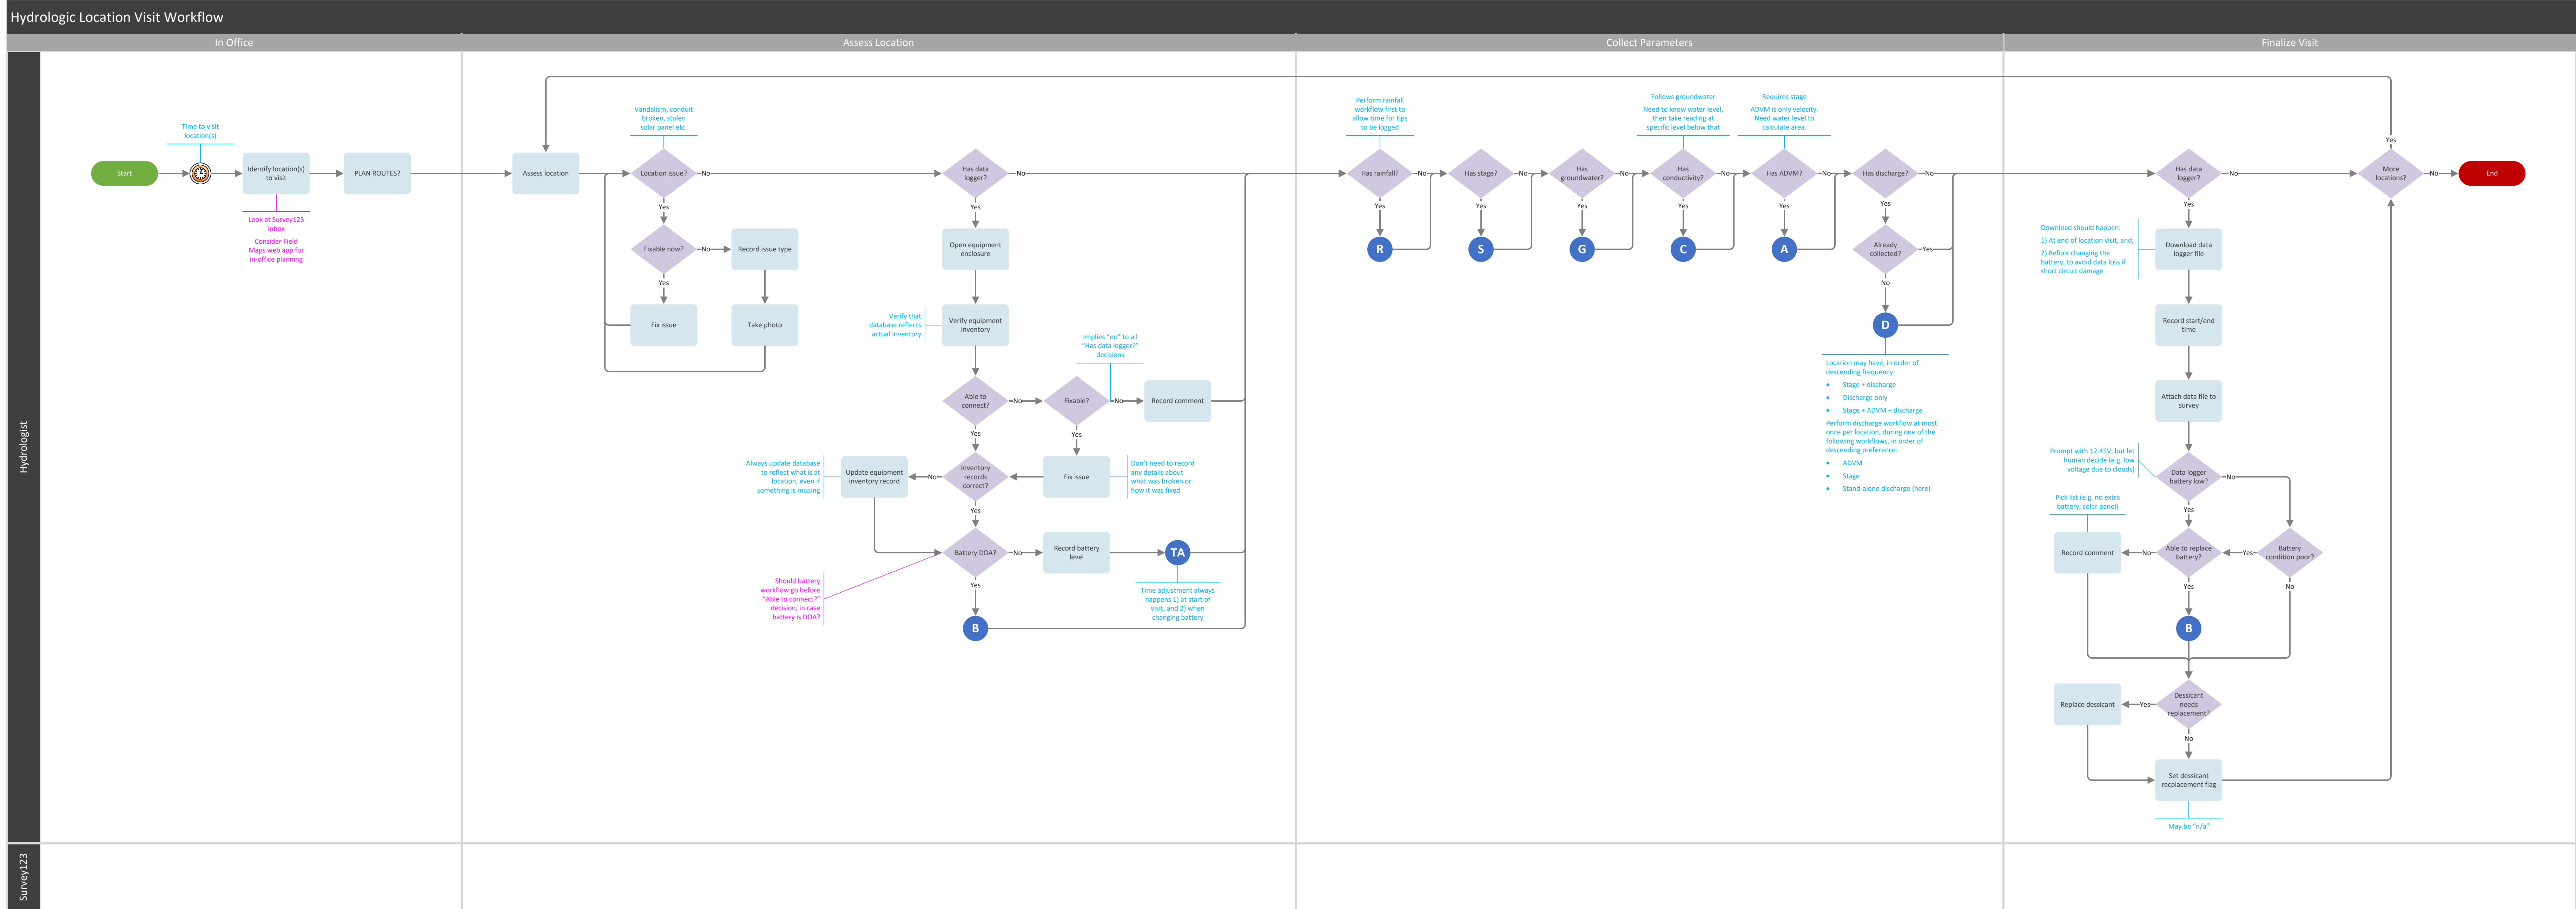 Hydrologic Location Visit Workflow
In Office
Assess Location
Collect Parameters
Finalize Visit
Hydrologist
Survey123
Start
Time to visit
location(s)
Identify location(s)
to visit
Look at Survey123
inbox
Consider Field
Maps web app for
in-office planning
PLAN ROUTES?
Assess location
Vandalism, conduit
broken, stolen
solar panel etc.
Location issue?
No
Yes
Fixable now?
No
Record issue type
Yes
Fix issue
Take photo
Has data
logger?
No
Yes
Open equipment
enclosure
Verify that
database reflects
actual inventory
Verify equipment
inventory
Implies "no" to all
"Has data logger?"
decisions
Able to
connect?
No
Fixable?
No
Record comment
Yes
Yes
Always update database
to reflect what is at
location, even if
something is missing
Update equipment
inventory record
No
Inventory
records
correct?
Fix issue
Don't need to record
any details about
what was broken or
how it was fixed
Yes
Battery DOA?
No
Record battery
level
TA
Time adjustment always
happens 1) at start of
visit, and 2) when
changing battery
Should battery
workflow go before
"Able to connect?"
decision, in case
battery is DOA?
Yes
B
Perform rainfall
workflow first to
allow time for tips
to be logged
Has rainfall?
No
Yes
R
Has stage?
No
Yes
S
Has
groundwater?
No
Yes
G
Follows groundwater
Need to know water level,
then take reading at
specific level below that
Has
conductivity?
No
Yes
C
Requires stage
ADVM is only velocity.
Need water level to
calculate area.
Has ADVM?
No
Yes
A
Has discharge?
No
Yes
Already
collected?
Yes
No
D
Location may have, in order of
descending frequency:
• Stage + discharge
• Discharge only
• Stage + ADVM + discharge
Perform discharge workflow at most
once per location, during one of the
following workflows, in order of
descending preference:
• ADVM
• Stage
• Stand-alone discharge (here)
Has data
logger?
No
Yes
Download should happen:
1) At end of location visit, and;
2) Before changing the
battery, to avoid data loss if
short circuit damage
Download data
logger file
Record start/end
time
Attach data file to
survey
Prompt with 12.45V, but let
human decide (e.g. low
voltage due to clouds)
Data logger
battery low?
No
Yes
Pick list (e.g. no extra
battery, solar panel)
Record comment
No
Able to replace
battery?
Yes
Battery
condition poor?
Yes
No
B
Replace dessicant
Yes
Dessicant
needs
replacement?
No
Set dessicant
recplacement flag
May be "n/a"
Yes
More
locations?
No
End